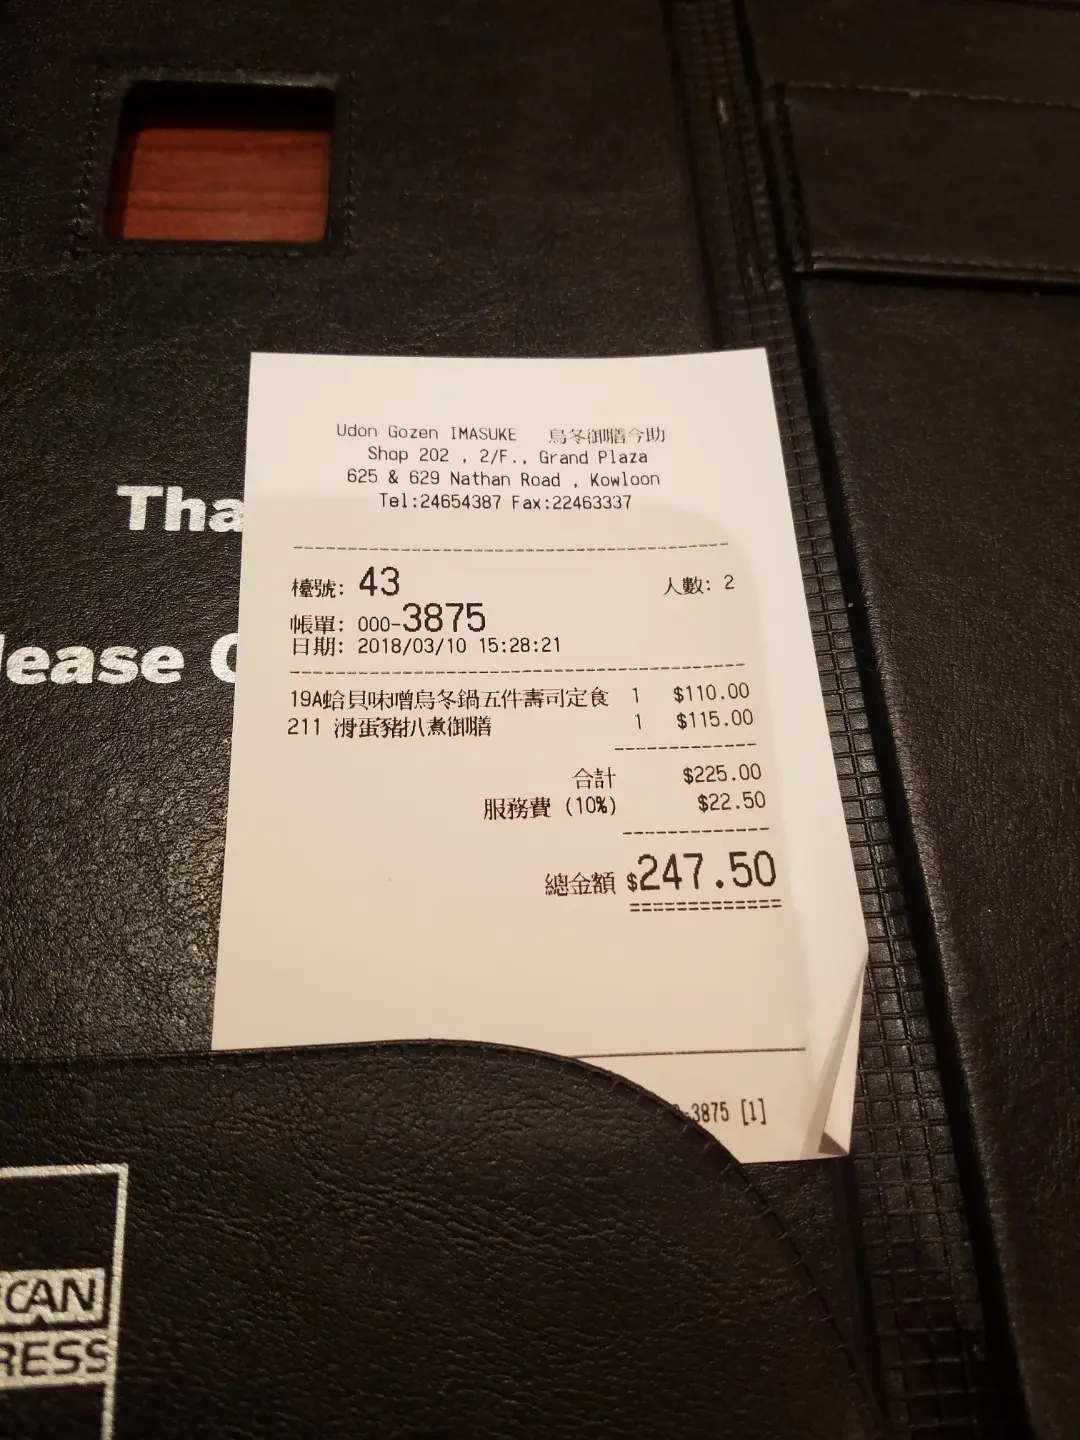 Udon Gozen IMASUKE 烏冬御膳今助
Shop 202 , 2/F., Grand Plaza
625 & 629 Nathan Road , Kowloon
Tel:24654387 Fax:22463337
檯號: 43 人數: 2
帳單: 000-3875
日期: 2018/03/10 15:28:21
19A蛤貝味噌烏冬鍋五件壽司定食 1 $110.00
211 滑蛋豬扒煮御膳 1 $115.00
合計 $225.00
服務費 (10%) $22.50
總金額 $247.50
-3875 [1]
Tha
lease C
ICAN
RESS